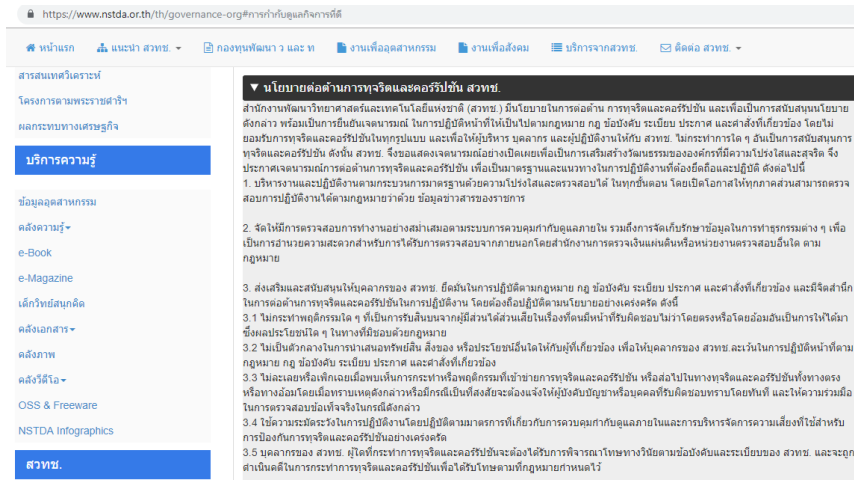 https://www.nstda.or.th/th/governance-org#การกำกับดูแลกิจการที่ดี
หน้าแรก แนะนำ สวทช. กองทุนพัฒนา ว และ ท งานเพื่ออุตสาหกรรม งานเพื่อสังคม บริการจากสวทช. ติดต่อ สวทช.
สารสนเทศวิเคราะห์
โครงการตามพระราชดำริฯ
ผลกระทบทางเศรษฐกิจ
บริการความรู้
ข้อมูลอุตสาหกรรม
คลังความรู้
e-Book
e-Magazine
เด็กวิทย์สนุกคิด
คลังเอกสาร
คลังภาพ
คลังวีดีโอ
OSS & Freeware
NSTDA Infographics
สวทช.
▼ นโยบายต่อต้านการทุจริตและคอร์รัปชัน สวทช.
สำนักงานพัฒนาวิทยาศาสตร์และเทคโนโลยีแห่งชาติ (สวทช.) มีนโยบายในการต่อต้าน การทุจริตและคอร์รัปชัน และเพื่อเป็นการสนับสนุนนโยบาย
ดังกล่าว พร้อมเป็นการยืนยันเจตนารมณ์ ในการปฏิบัติหน้าที่ให้เป็นไปตามกฎหมาย กฎ ข้อบังคับ ระเบียบ ประกาศ และคำสั่งที่เกี่ยวข้อง โดยไม่
ยอมรับการทุจริตและคอร์รัปชันในทุกรูปแบบ และเพื่อให้ผู้บริหาร บุคลากร และผู้ปฏิบัติงานให้กับ สวทช. ไม่กระทำการใด ๆ อันเป็นการสนับสนุนการ
ทุจริตและคอร์รัปชัน ดังนั้น สวทช. จึงขอแสดงเจตนารมณ์อย่างเปิดเผยเพื่อเป็นการเสริมสร้างวัฒนธรรมขององค์กรที่มีความโปร่งใสและสุจริต จึง
ประกาศเจตนารมณ์การต่อต้านการทุจริตและคอร์รัปชัน เพื่อเป็นมาตรฐานและแนวทางในการปฏิบัติงานที่ต้องยึดถือและปฏิบัติ ดังต่อไปนี้
1. บริหารงานและปฏิบัติงานตามกระบวนการมาตรฐานด้วยความโปร่งใสและตรวจสอบได้ ในทุกขั้นตอน โดยเปิดโอกาสให้ทุกภาคส่วนสามารถตรวจ
สอบการปฏิบัติงานได้ตามกฎหมายว่าด้วย ข้อมูลข่าวสารของราชการ
2. จัดให้มีการตรวจสอบการทำงานอย่างสม่ำเสมอตามระบบการควบคุมกำกับดูแลภายใน รวมถึงการจัดเก็บรักษาข้อมูลในการทำธุรกรรมต่าง ๆ เพื่อ
เป็นการอำนวยความสะดวกสำหรับการได้รับการตรวจสอบจากภายนอกโดยสำนักงานการตรวจเงินแผ่นดินหรือหน่วยงานตรวจสอบอื่นใด ตาม
กฎหมาย
3. ส่งเสริมและสนับสนุนให้บุคลากรของ สวทช. ยึดมั่นในการปฏิบัติตามกฎหมาย กฎ ข้อบังคับ ระเบียบ ประกาศ และคำสั่งที่เกี่ยวข้อง และมีจิตสำนึก
ในการต่อต้านการทุจริตและคอร์รัปชันในการปฏิบัติงาน โดยต้องถือปฏิบัติตามนโยบายอย่างเคร่งครัด ดังนี้
3.1 ไม่กระทำพฤติกรรมใด ๆ ที่เป็นการรับสินบนจากผู้มีส่วนได้ส่วนเสียในเรื่องที่ตนมีหน้าที่รับผิดชอบไม่ว่าโดยตรงหรือโดยอ้อมอันเป็นการให้ได้มา
ซึ่งผลประโยชน์ใด ๆ ในทางที่มิชอบด้วยกฎหมาย
3.2 ไม่เป็นตัวกลางในการนำเสนอทรัพย์สิน สิ่งของ หรือประโยชน์อื่นใดให้กับผู้ที่เกี่ยวข้อง เพื่อให้บุคลากรของ สวทช.ละเว้นในการปฏิบัติหน้าที่ตาม
กฎหมาย กฎ ข้อบังคับ ระเบียบ ประกาศ และคำสั่งที่เกี่ยวข้อง
3.3 ไม่ละเลยหรือเพิกเฉยเมื่อพบเห็นการกระทำหรือพฤติกรรมที่เข้าข่ายการทุจริตและคอร์รัปชัน หรือส่อไปในทางทุจริตและคอร์รัปชันทั้งทางตรง
หรือทางอ้อมโดยเมื่อทราบเหตุดังกล่าวหรือมีกรณีเป็นที่สงสัยจะต้องแจ้งให้ผู้บังคับบัญชาหรือบุคคลที่รับผิดชอบทราบโดยทันที และให้ความร่วมมือ
ในการตรวจสอบข้อเท็จจริงในกรณีดังกล่าว
3.4 ใช้ความระมัดระวังในการปฏิบัติงานโดยปฏิบัติตามมาตรการที่เกี่ยวกับการควบคุมกำกับดูแลภายในและการบริหารจัดการความเสี่ยงที่ใช้สำหรับ
การป้องกันการทุจริตและคอร์รัปชันอย่างเคร่งครัด
3.5 บุคลากรของ สวทช. ผู้ใดที่กระทำการทุจริตและคอร์รัปชันจะต้องได้รับการพิจารณาโทษทางวินัยตามข้อบังคับและระเบียบของ สวทช. และจะถูก
ดำเนินคดีในการกระทำการทุจริตและคอร์รัปชันเพื่อได้รับโทษตามที่กฎหมายกำหนดไว้